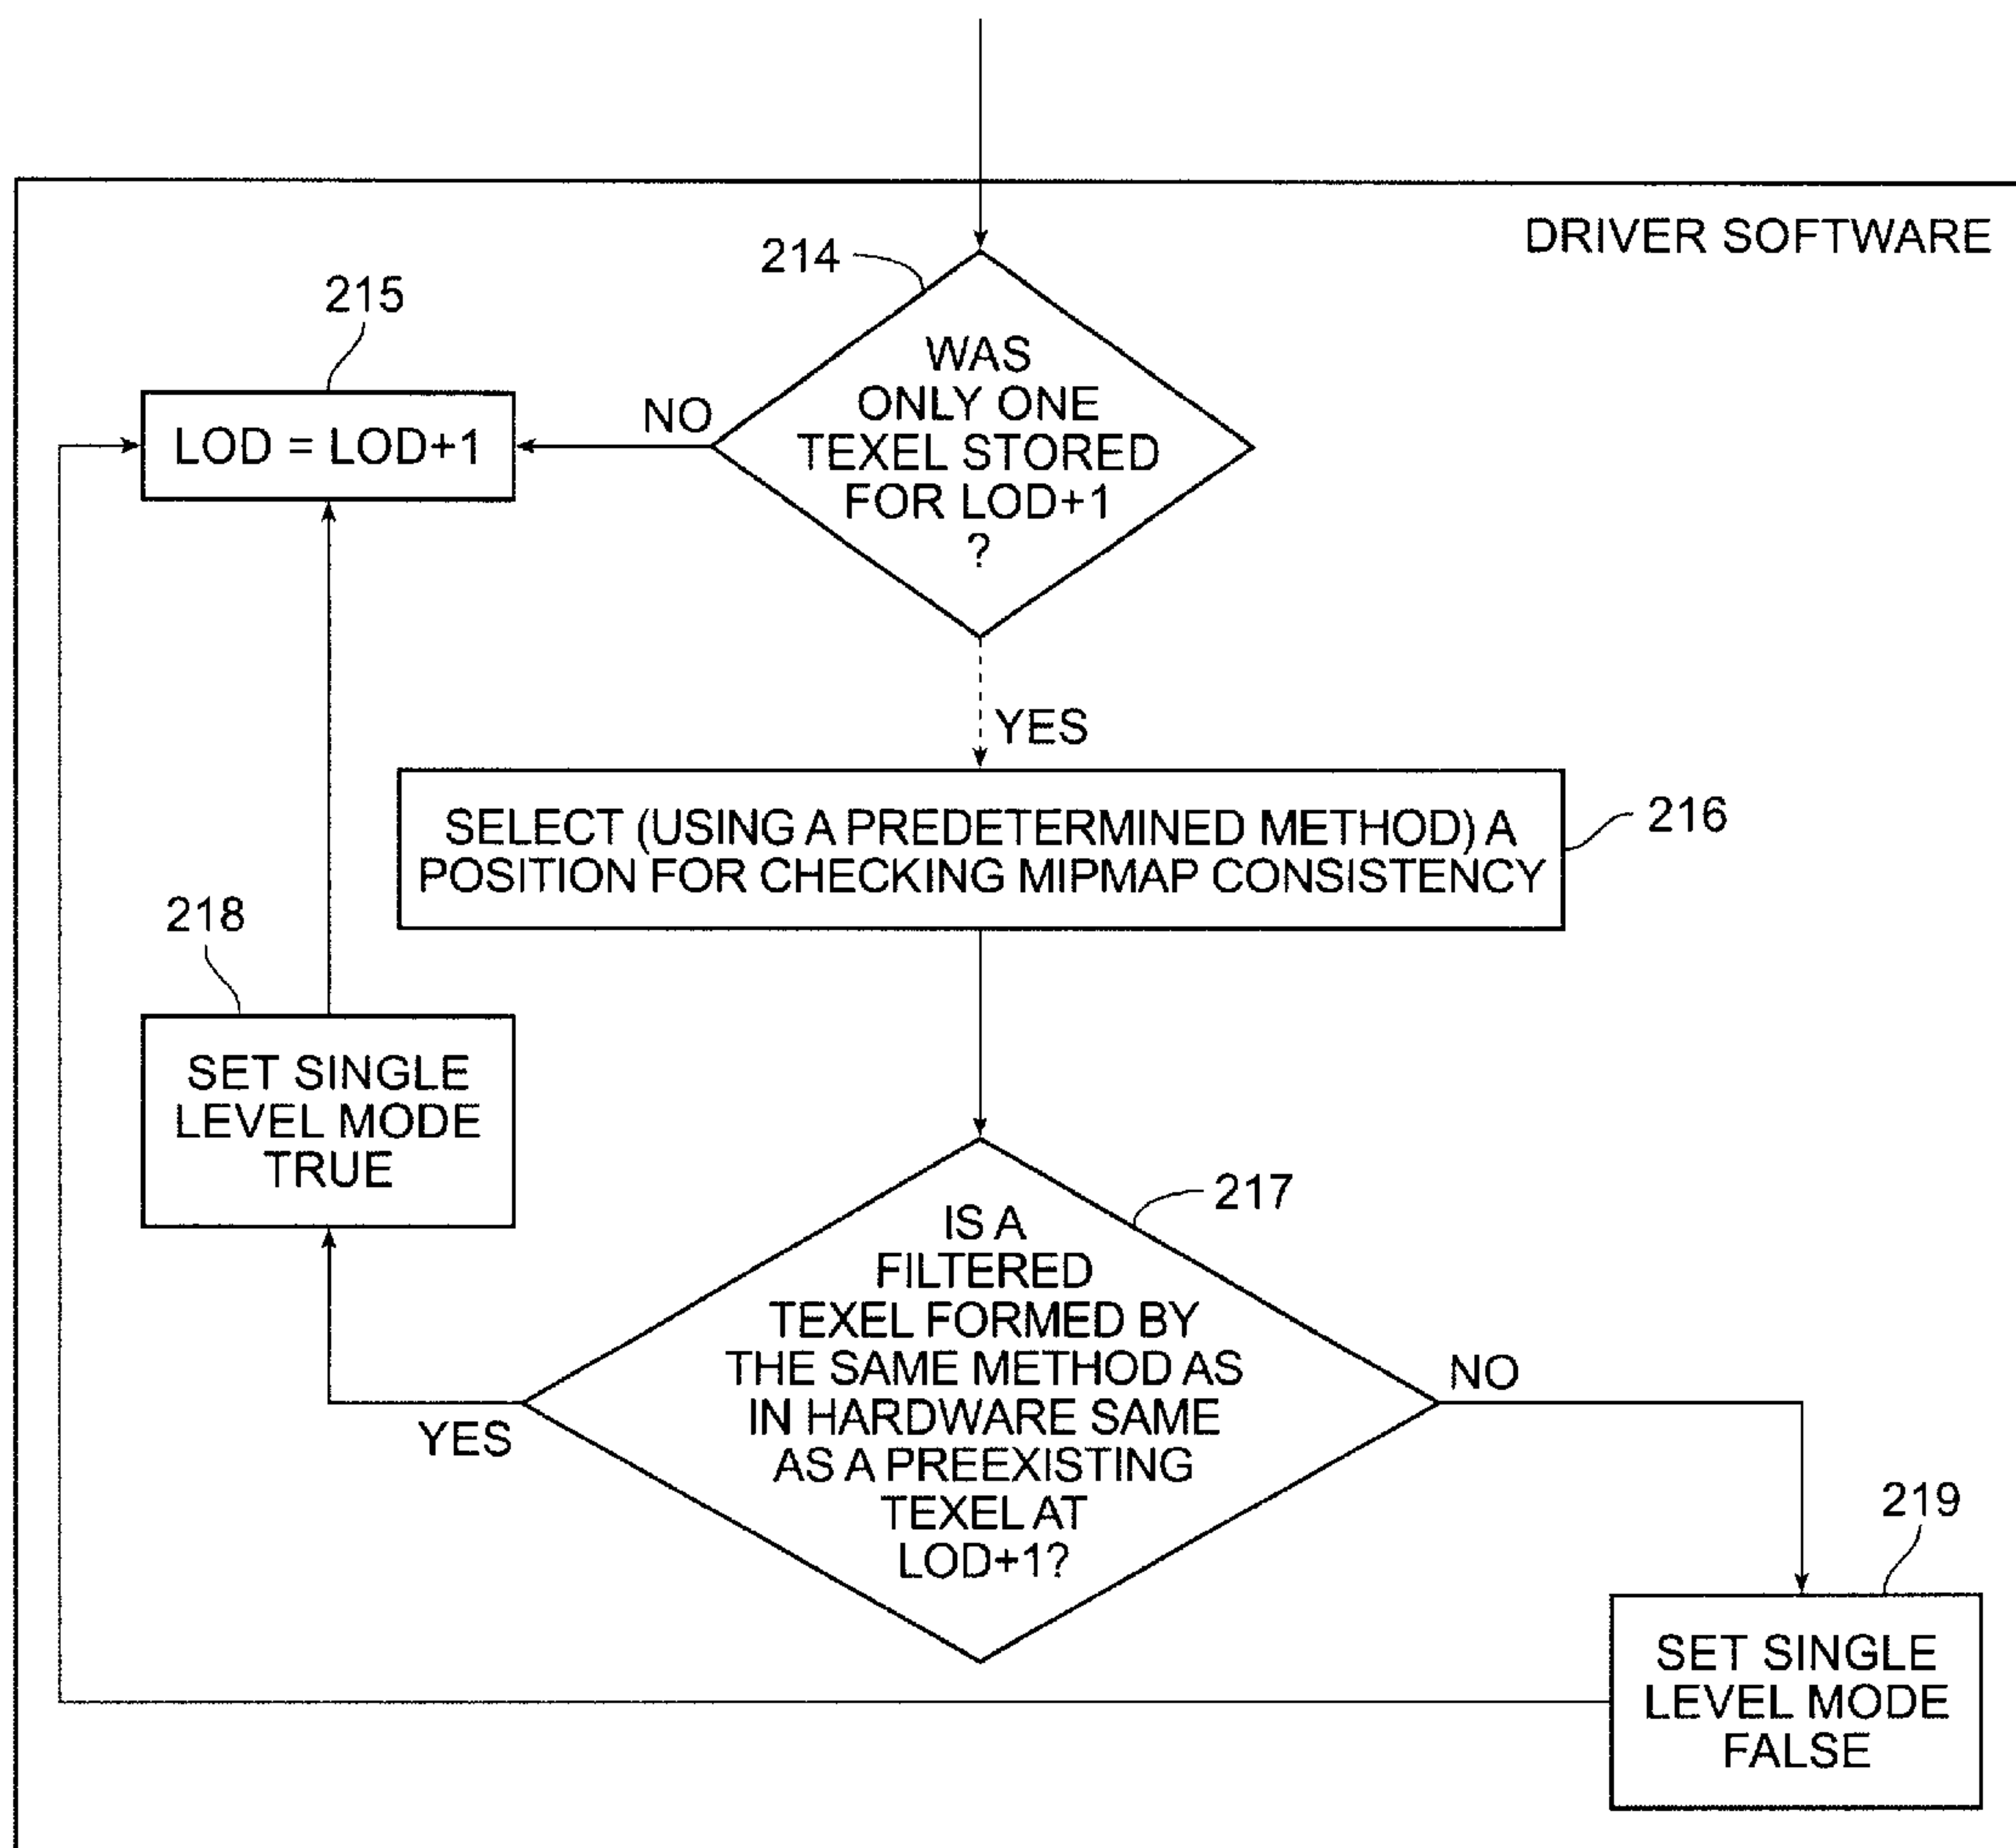 DRIVER SOFTWARE
214
WAS
ONLY ONE
TEXEL STORED
FOR LOD+1
?
215
NO
LOD = LOD+1
YES
SELECT (USING A PREDETERMINED METHOD) A
POSITION FOR CHECKING MIPMAP CONSISTENCY
216
218
SET SINGLE
LEVEL MODE
TRUE
217
IS A
FILTERED
TEXEL FORMED BY
THE SAME METHOD AS
IN HARDWARE SAME
AS A PREEXISTING
TEXEL AT
LOD+1?
YES
NO
219
SET SINGLE
LEVEL MODE
FALSE